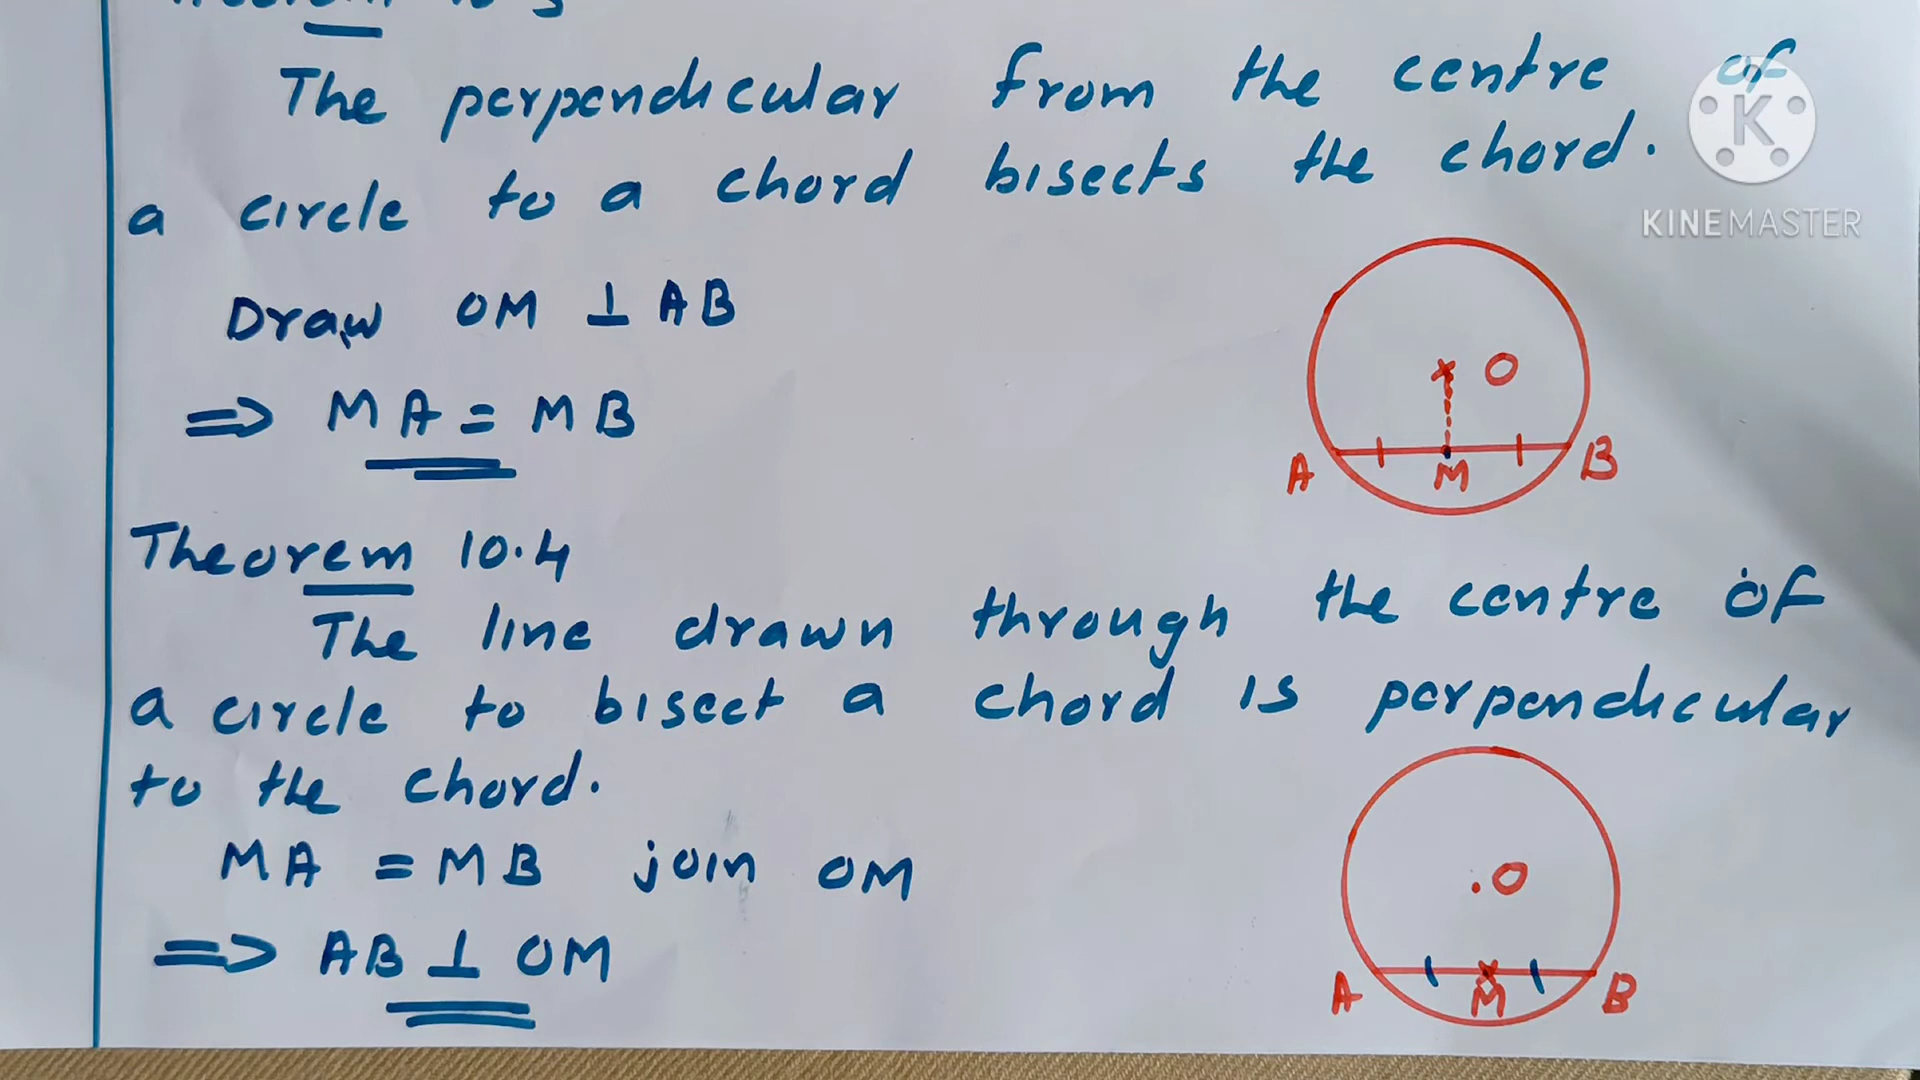 The perpendicular from the centre of
a circle to a chord bisects the chord.
KINEMASTER
K
Draw OM ⊥ AB
⇒ MA = MB
O
A M B
Theorem 10.4
The line drawn through the centre of
a circle to bisect a chord is perpendicular
to the chord.
MA = MB join OM
⇒ AB ⊥ OM
O
A M B